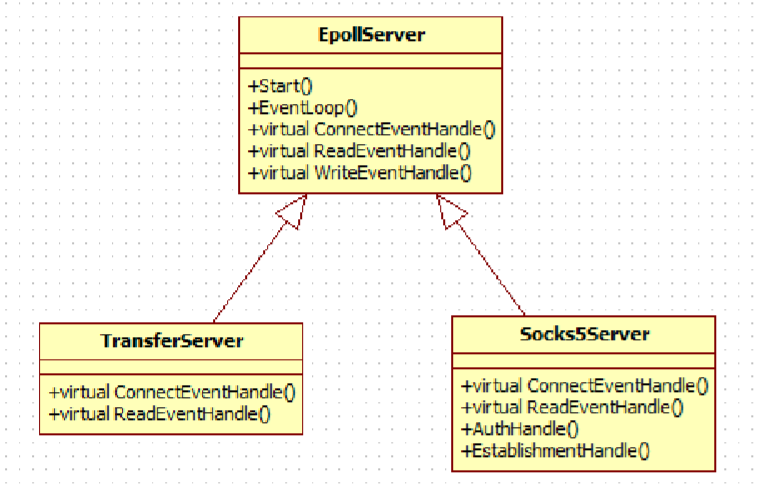 EpollServer
+Start()
+EventLoop()
+virtual ConnectEventHandle()
+virtual ReadEventHandle()
+virtual WriteEventHandle()
TransferServer
+virtual ConnectEventHandle()
+virtual ReadEventHandle()
Socks5Server
+virtual ConnectEventHandle()
+virtual ReadEventHandle()
+AuthHandle()
+EstablishmentHandle()